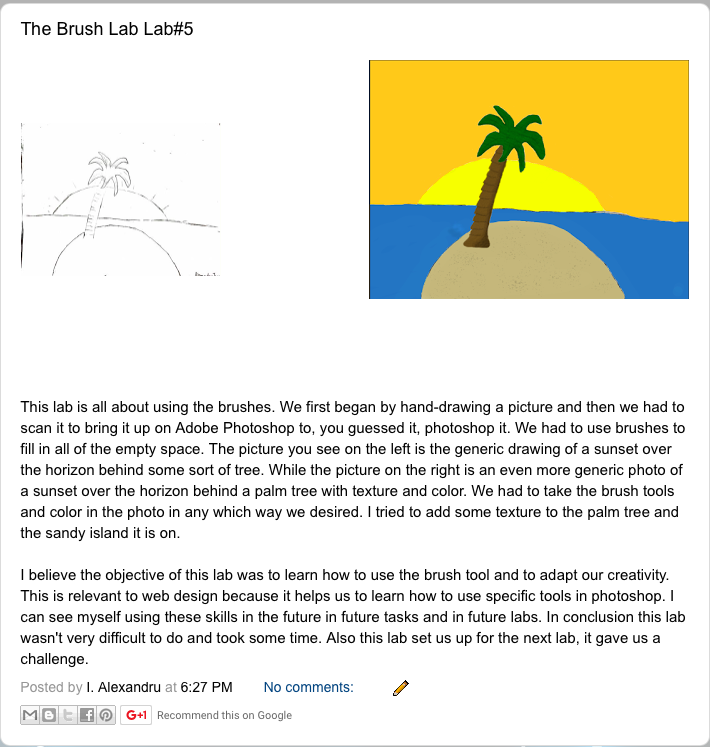 The Brush Lab Lab#5
This lab is all about using the brushes. We first began by hand-drawing a picture and then we had to
scan it to bring it up on Adobe Photoshop to, you guessed it, photoshop it. We had to use brushes to
fill in all of the empty space. The picture you see on the left is the generic drawing of a sunset over
the horizon behind some sort of tree. While the picture on the right is an even more generic photo of
a sunset over the horizon behind a palm tree with texture and color. We had to take the brush tools
and color in the photo in any which way we desired. I tried to add some texture to the palm tree and
the sandy island it is on.
I believe the objective of this lab was to learn how to use the brush tool and to adapt our creativity.
This is relevant to web design because it helps us to learn how to use specific tools in photoshop. I
can see myself using these skills in the future in future tasks and in future labs. In conclusion this lab
wasn't very difficult to do and took some time. Also this lab set us up for the next lab, it gave us a
challenge.
Posted by I. Alexandru at 6:27 PM No comments:
G+1 Recommend this on Google